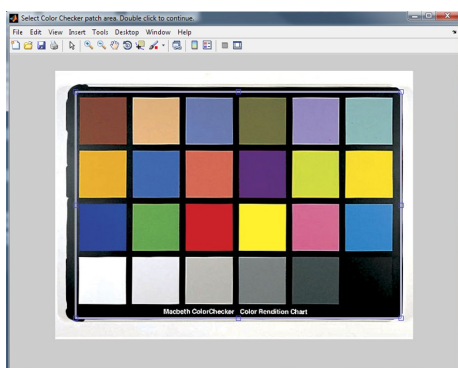 Select Color Checker patch area. Double click to continue.
File Edit View Insert Tools Desktop Window Help
Macbeth ColorChecker Color Rendition Chart